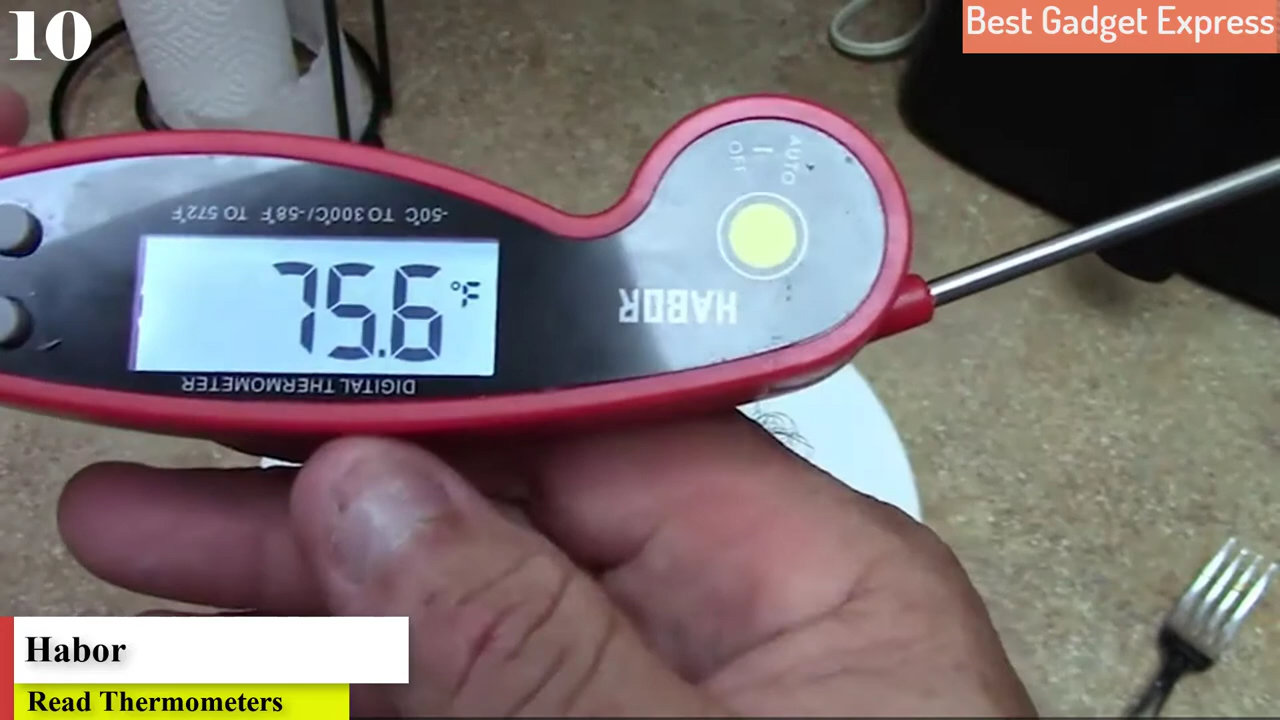 10
Best Gadget Express
AUTO
OFF
-50°C TO 300°C/-58°F TO 572°F
75.6 °F
HABOR
DIGITAL THERMOMETER
Habor
Read Thermometers